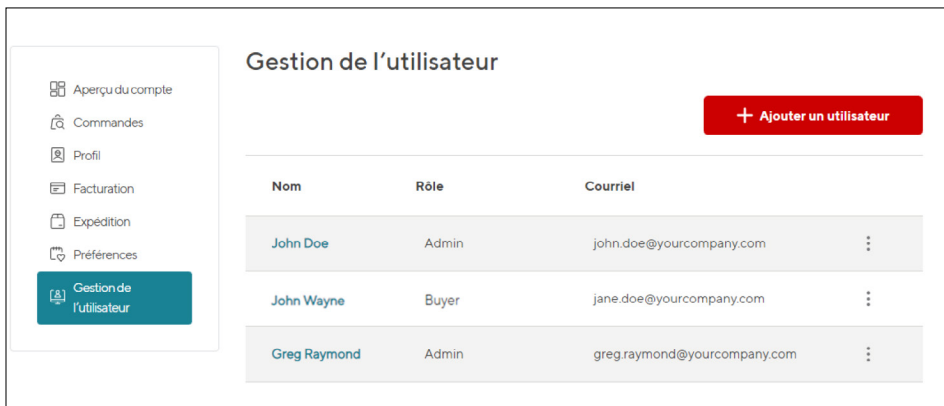 Gestion de l'utilisateur
Aperçu du compte
Commandes
Profil
Facturation
Expédition
Préférences
Gestion de
l'utilisateur
+ Ajouter un utilisateur
Nom Rôle Courriel
John Doe Admin john.doe@yourcompany.com
John Wayne Buyer jane.doe@yourcompany.com
Greg Raymond Admin greg.raymond@yourcompany.com